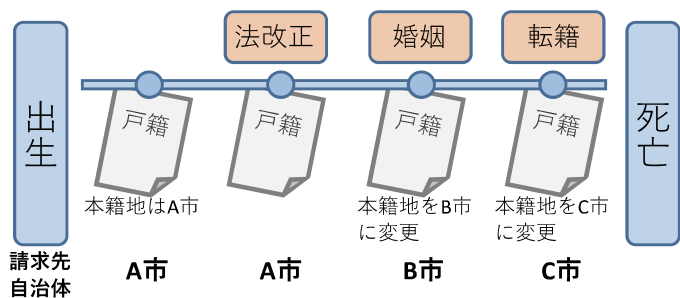 出生
法改正
婚姻
転籍
死亡
戸籍
戸籍
戸籍
戸籍
本籍地はA市
本籍地をB市
に変更
本籍地をC市
に変更
請求先
自治体
A市
A市
B市
C市